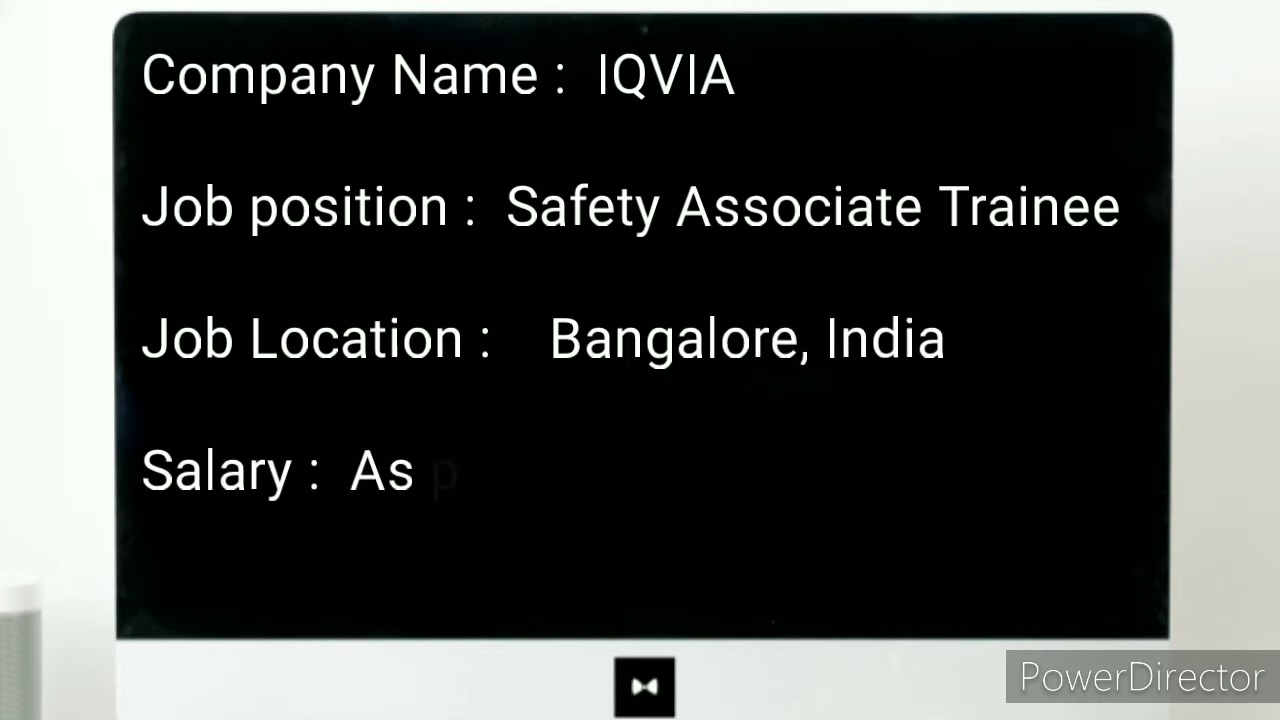 Company Name : IQVIA
Job position : Safety Associate Trainee
Job Location : Bangalore, India
Salary : As p
PowerDirector